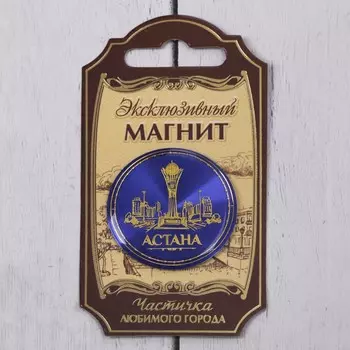 Эксклюзивный
МАГНИТ
АСТАНА
Частичка
ЛЮБИМОГО ГОРОДА